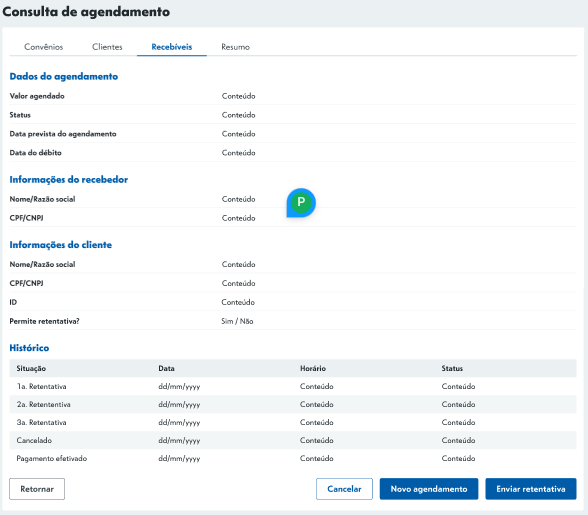 Consulta de agendamento
Convênios Clientes Recebíveis Resumo
Dados do agendamento
Valor agendado Conteúdo
Status Conteúdo
Data prevista do agendamento Conteúdo
Data do débito Conteúdo
Informações do recebedor
Nome/Razão social Conteúdo
P
CPF/CNPJ Conteúdo
Informações do cliente
Nome/Razão social Conteúdo
CPF/CNPJ Conteúdo
ID Conteúdo
Permite retentativa? Sim / Não
Histórico
Situação Data Horário Status
1a. Retentativa dd/mm/yyyy Conteúdo Conteúdo
2a. Retententiva dd/mm/yyyy Conteúdo Conteúdo
3a. Retentativa dd/mm/yyyy Conteúdo Conteúdo
Cancelado dd/mm/yyyy Conteúdo Conteúdo
Pagamento efetivado dd/mm/yyyy Conteúdo Conteúdo
Retornar Cancelar Novo agendamento Enviar retentativa